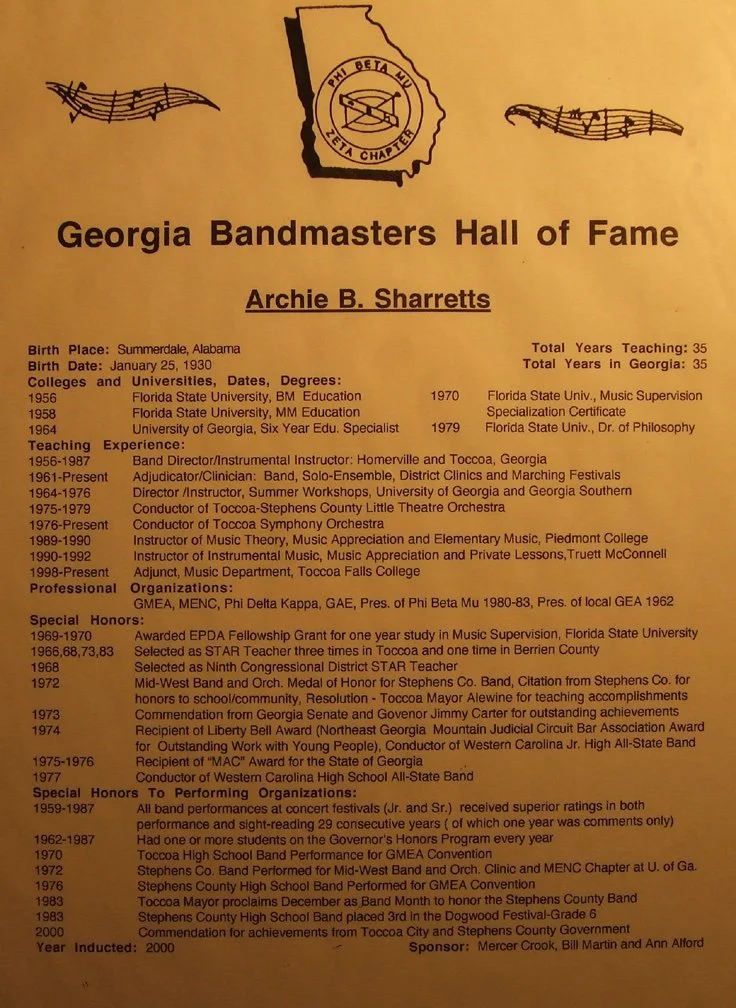 PHI BETA MU
ZETA CHAPTER
Georgia Bandmasters Hall of Fame
Archie B. Sharretts
Birth Place: Summerdale, Alabama Total Years Teaching: 35
Birth Date: January 25, 1930 Total Years in Georgia: 35
Colleges and Universities, Dates, Degrees:
1956 Florida State University, BM Education 1970 Florida State Univ., Music Supervision
1958 Florida State University, MM Education Specialization Certificate
1964 University of Georgia, Six Year Edu. Specialist 1979 Florida State Univ., Dr. of Philosophy
Teaching Experience:
1956-1987 Band Director/Instrumental Instructor: Homerville and Toccoa, Georgia
1961-Present Adjudicator/Clinician: Band, Solo-Ensemble, District Clinics and Marching Festivals
1964-1976 Director /Instructor, Summer Workshops, University of Georgia and Georgia Southern
1975-1979 Conductor of Toccoa-Stephens County Little Theatre Orchestra
1976-Present Conductor of Toccoa Symphony Orchestra
1989-1990 Instructor of Music Theory, Music Appreciation and Elementary Music, Piedmont College
1990-1992 Instructor of Instrumental Music, Music Appreciation and Private Lessons,Truett McConnell
1998-Present Adjunct, Music Department, Toccoa Falls College
Professional Organizations:
GMEA, MENC, Phi Delta Kappa, GAE, Pres. of Phi Beta Mu 1980-83, Pres. of local GEA 1962
Special Honors:
1969-1970 Awarded EPDA Fellowship Grant for one year study in Music Supervision, Florida State University
1966,68,73,83 Selected as STAR Teacher three times in Toccoa and one time in Berrien County
1968 Selected as Ninth Congressional District STAR Teacher
1972 Mid-West Band and Orch. Medal of Honor for Stephens Co. Band, Citation from Stephens Co. for
honors to school/community, Resolution - Toccoa Mayor Alewine for teaching accomplishments
1973 Commendation from Georgia Senate and Govenor Jimmy Carter for outstanding achievements
1974 Recipient of Liberty Bell Award (Northeast Georgia Mountain Judicial Circuit Bar Association Award
for Outstanding Work with Young People), Conductor of Western Carolina Jr. High All-State Band
1975-1976 Recipient of "MAC" Award for the State of Georgia
1977 Conductor of Western Carolina High School All-State Band
Special Honors To Performing Organizations:
1959-1987 All band performances at concert festivals (Jr. and Sr.) received superior ratings in both
performance and sight-reading 29 consecutive years ( of which one year was comments only)
1962-1987 Had one or more students on the Governor's Honors Program every year
1970 Toccoa High School Band Performance for GMEA Convention
1972 Stephens Co. Band Performed for Mid-West Band and Orch. Clinic and MENC Chapter at U. of Ga.
1976 Stephens County High School Band Performed for GMEA Convention
1983 Toccoa Mayor proclaims December as Band Month to honor the Stephens County Band
1983 Stephens County High School Band placed 3rd in the Dogwood Festival-Grade 6
2000 Commendation for achievements from Toccoa City and Stephens County Government
Year Inducted: 2000 Sponsor: Mercer Crook, Bill Martin and Ann Alford